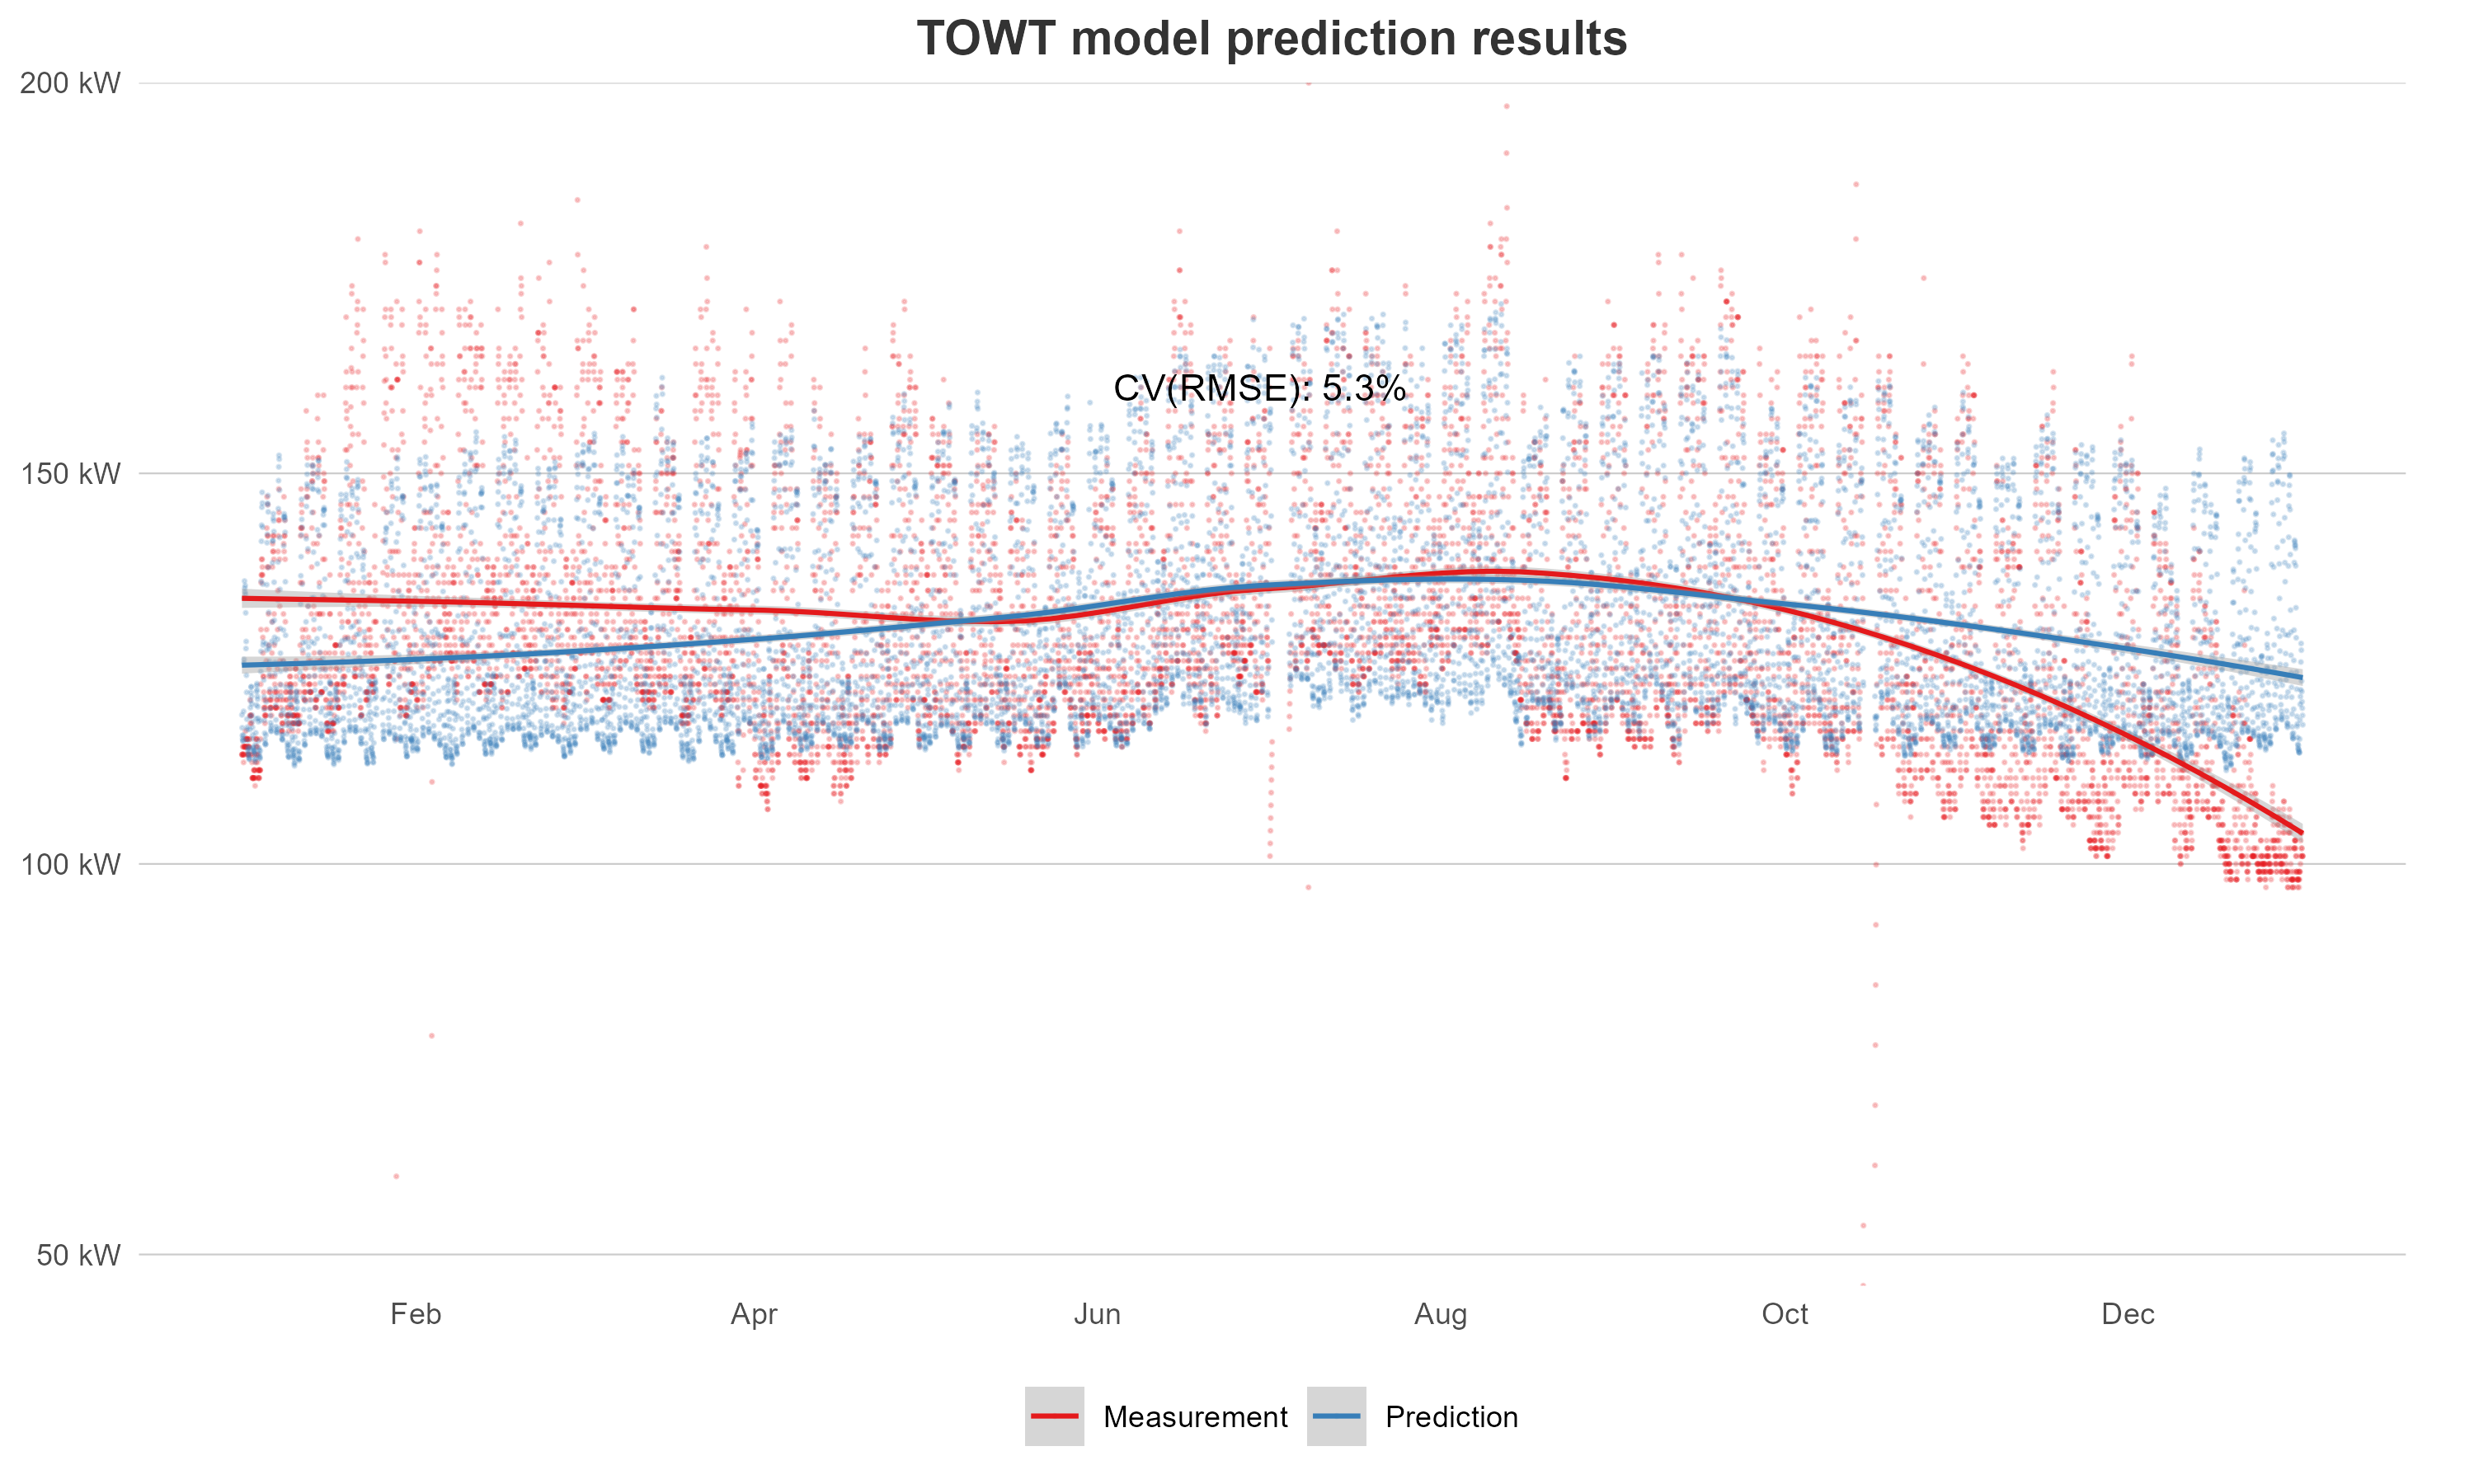 TOWT model prediction results
200 kW
CV(RMSE): 5.3%
150 kW
100 kW
50 kW
Feb Apr Jun Aug Oct Dec
Measurement Prediction